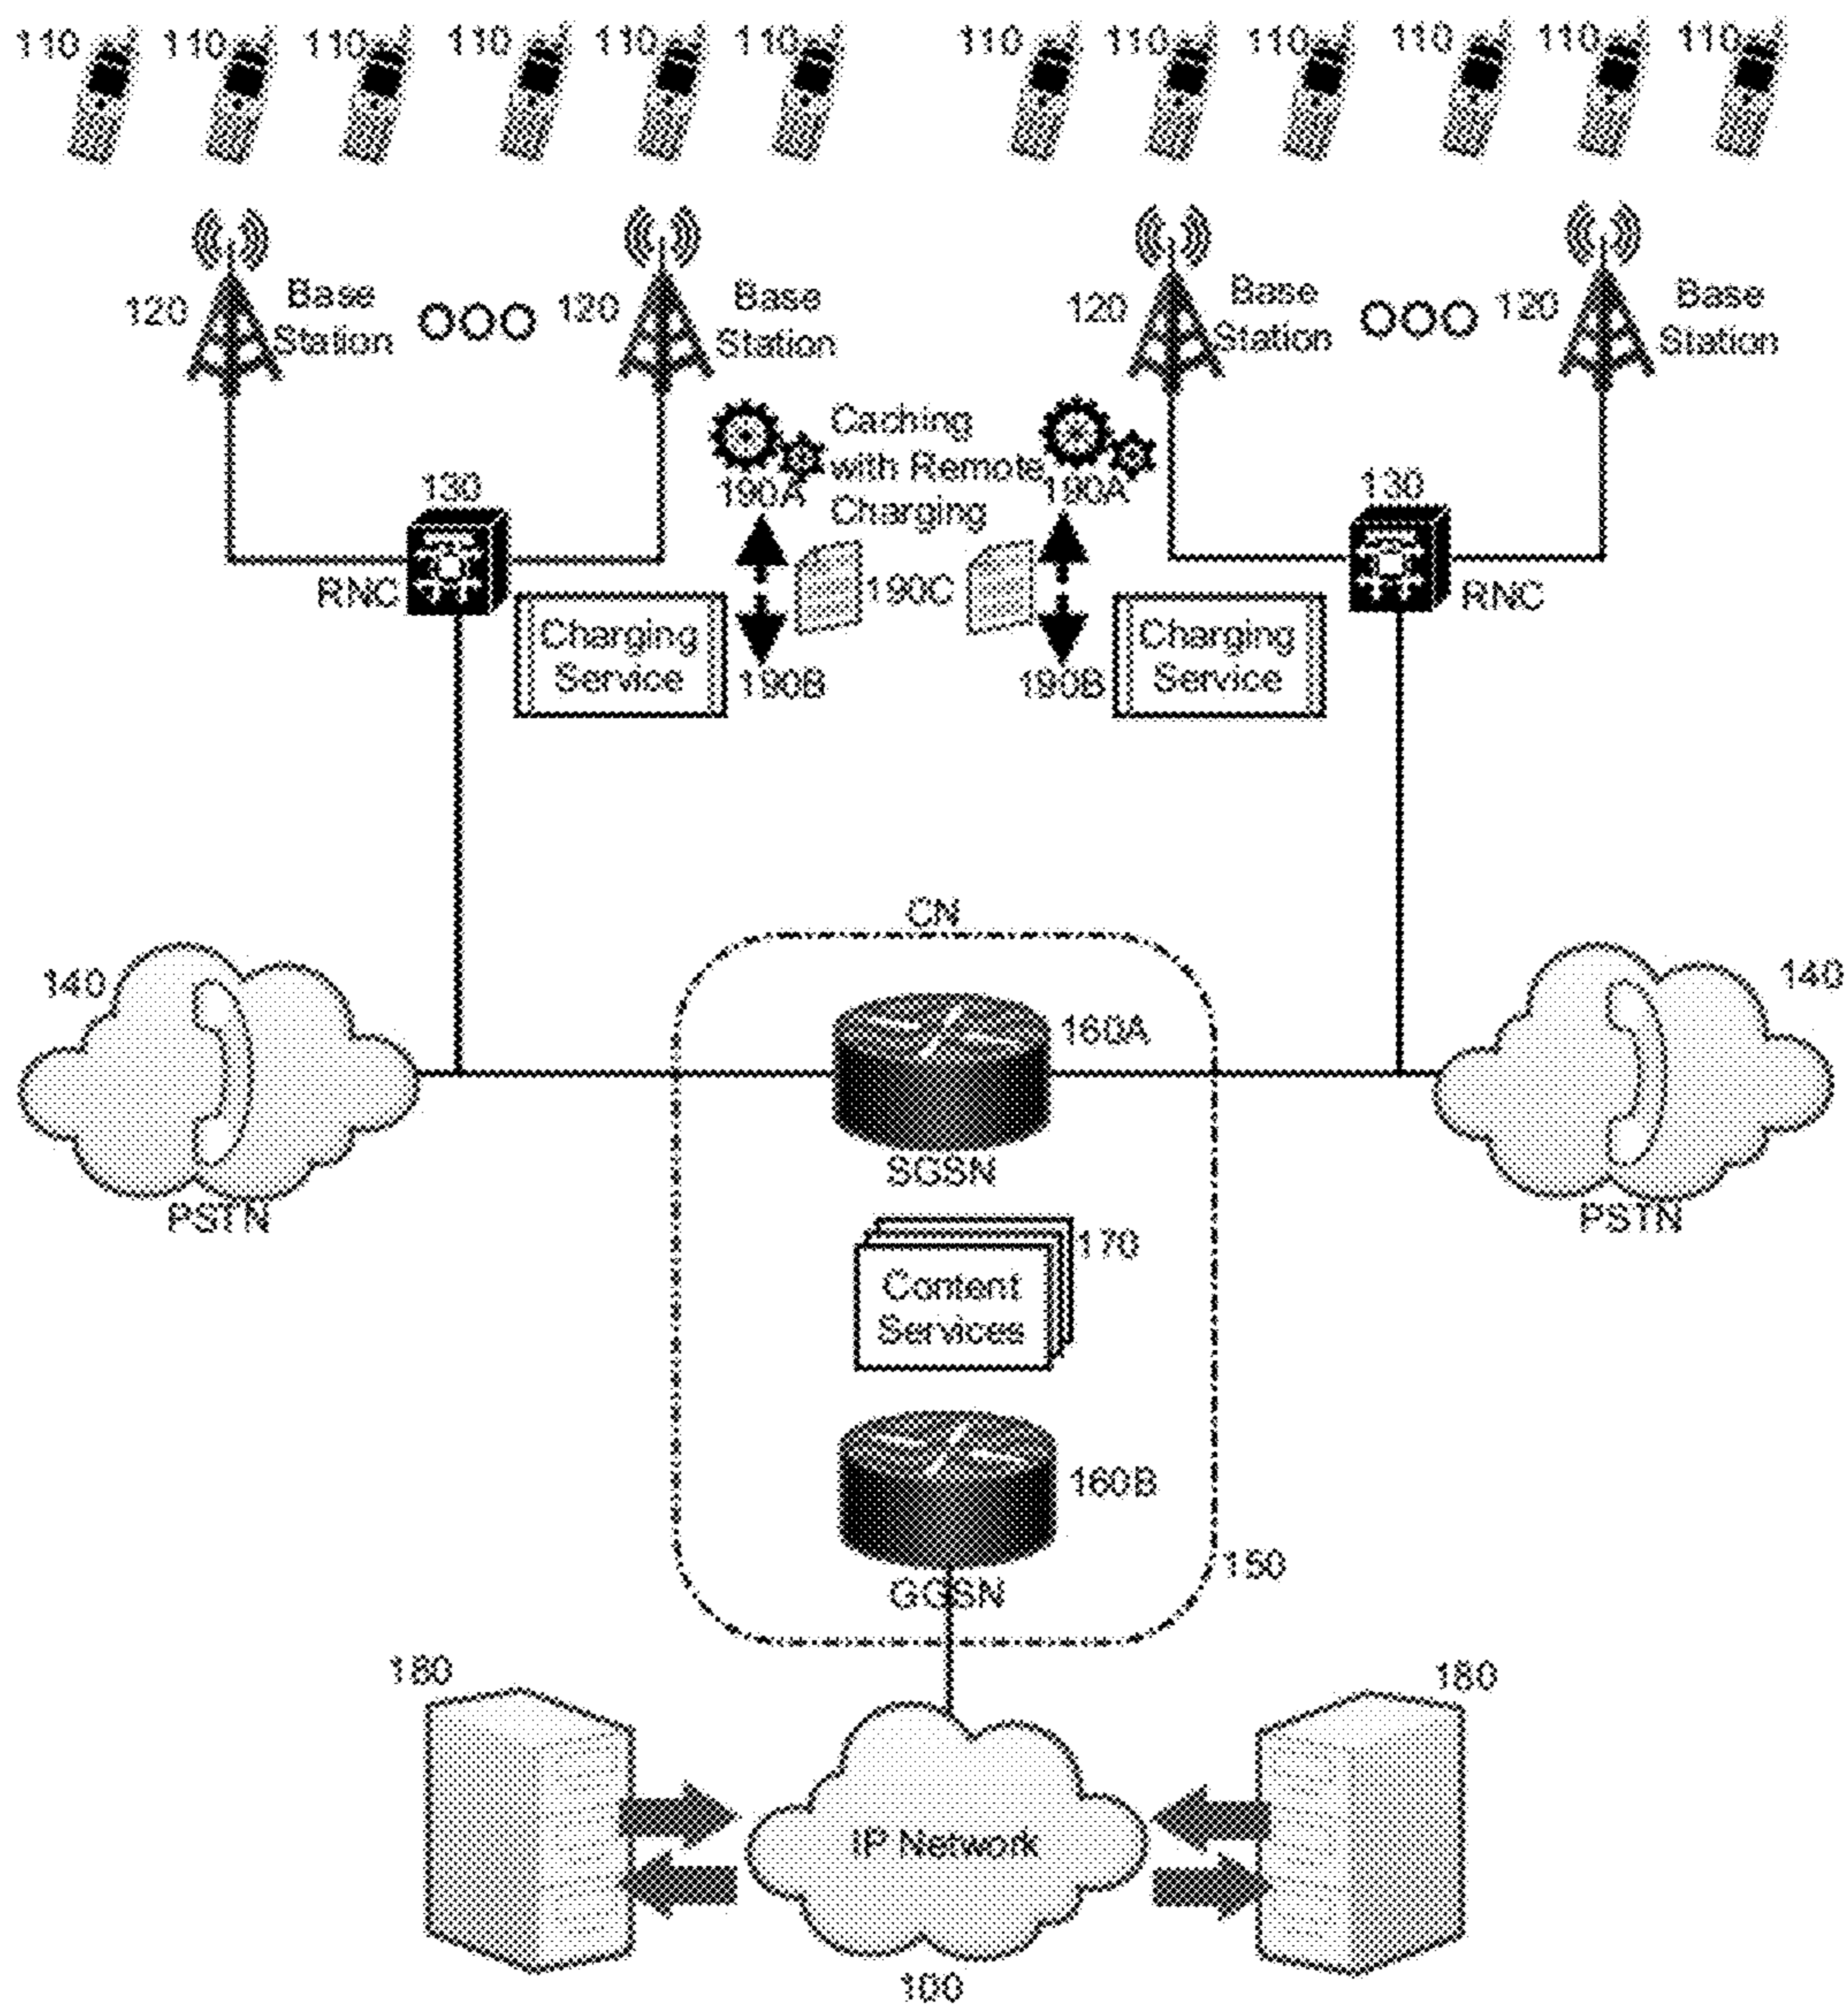 110 110 110 110 110 110 110 110 110 110 110 110
120 Base Station 120 Base Station 120 Base Station 120 Base Station
190A Caching with Remote Charging 190A
130 130
RNC RNC
190C
Charging Service Charging Service
190B 190B
CN
140 140
160A
SGSN
PSTN PSTN
170
Content Services
160B
GGSN
150
180 180
IP Network
100